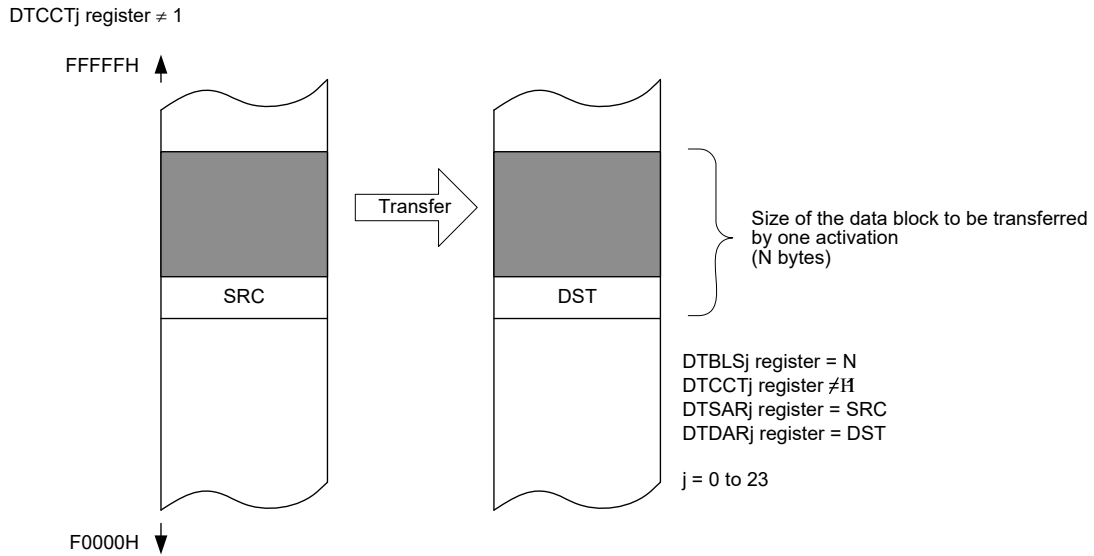 DTCCTj register ≠ 1
FFFFFH
Transfer
SRC
DST
Size of the data block to be transferred
by one activation
(N bytes)
DTBLSj register = N
DTCCTj register ≠
DTSARj register = SRC
DTDARj register = DST
j = 0 to 23
F0000H